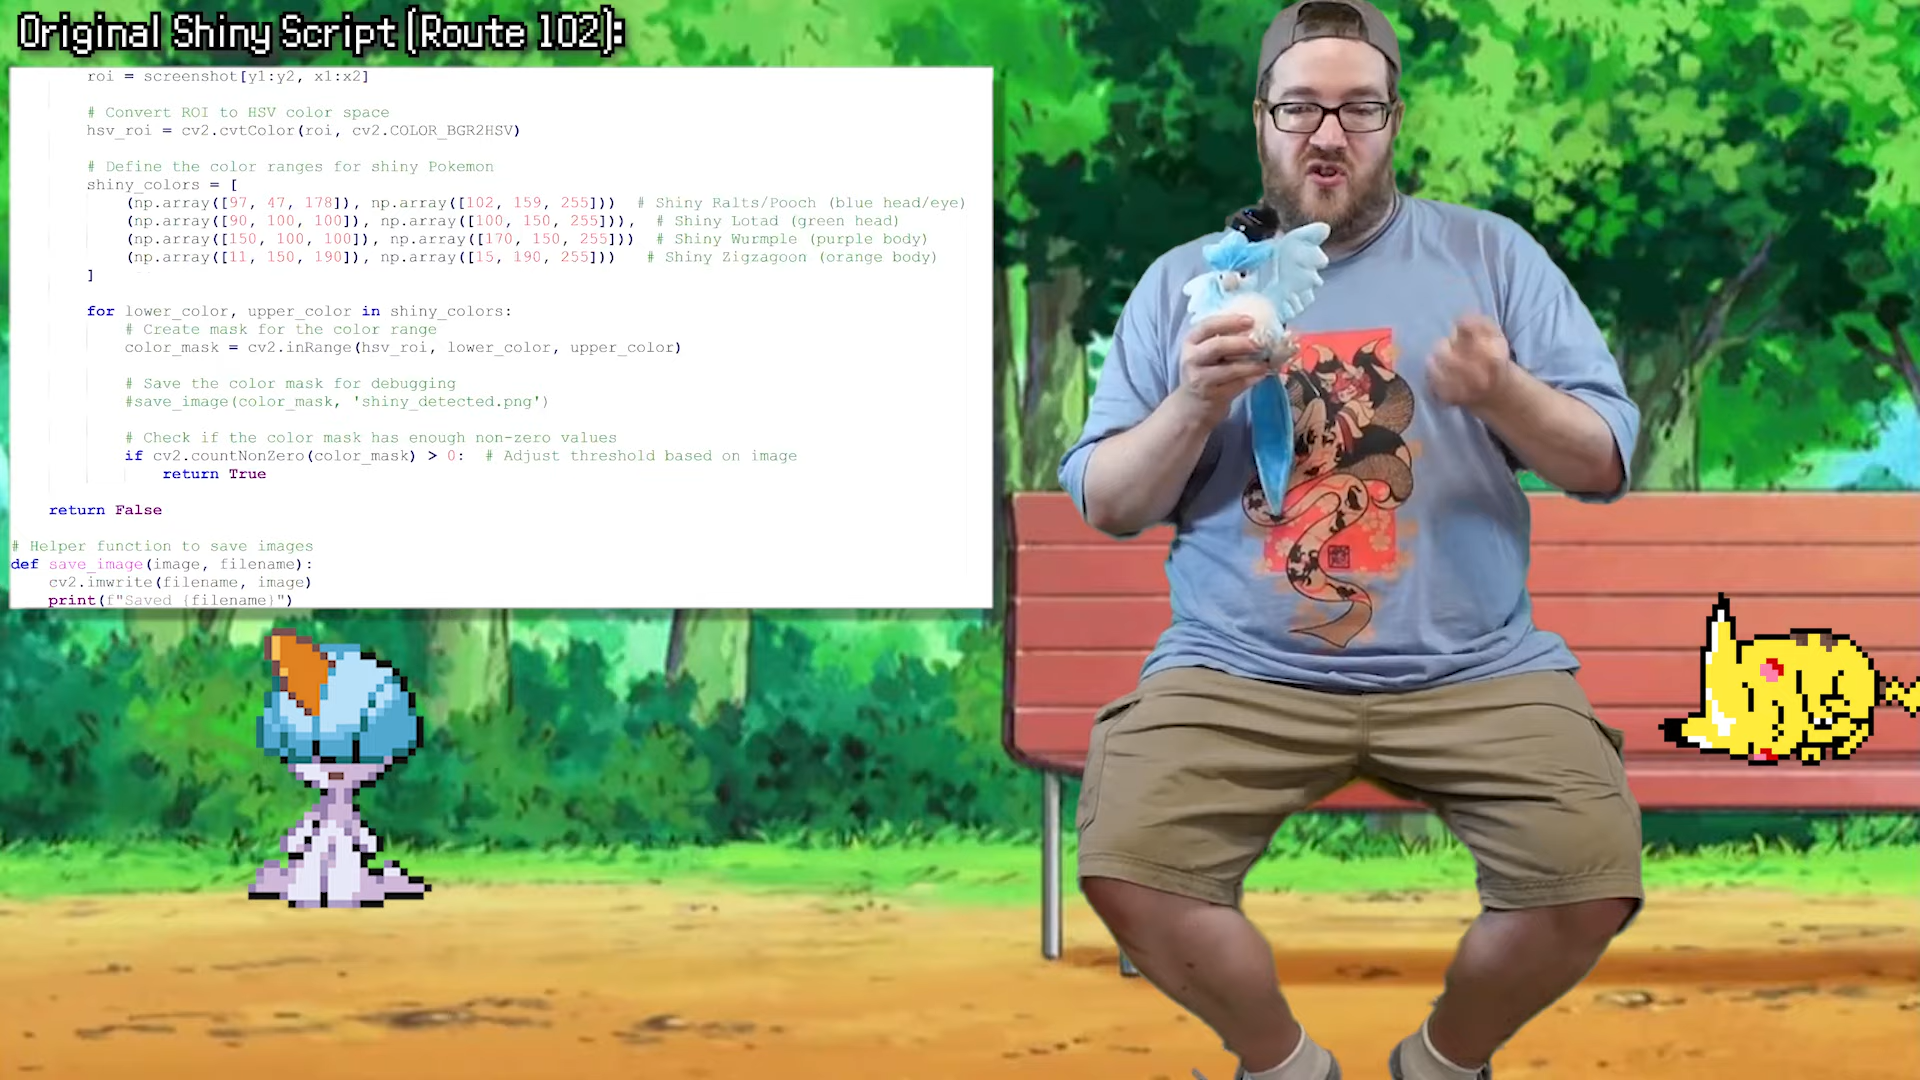 Original Shiny Script (Route 102):
roi = screenshot[y1:y2, x1:x2]
# Convert ROI to HSV color space
hsv_roi = cv2.cvtColor(roi, cv2.COLOR_BGR2HSV)
# Define the color ranges for shiny Pokemon
shiny_colors = [
(np.array([97, 47, 178]), np.array([102, 159, 255])) # Shiny Ralts/Pooch (blue head/eye)
(np.array([90, 100, 100]), np.array([100, 150, 255])), # Shiny Lotad (green head)
(np.array([150, 100, 100]), np.array([170, 150, 255])) # Shiny Wurmple (purple body)
(np.array([11, 150, 190]), np.array([15, 190, 255])) # Shiny Zigzagoon (orange body)
]
for lower_color, upper_color in shiny_colors:
# Create mask for the color range
color_mask = cv2.inRange(hsv_roi, lower_color, upper_color)
# Save the color mask for debugging
#save_image(color_mask, 'shiny_detected.png')
# Check if the color mask has enough non-zero values
if cv2.countNonZero(color_mask) > 0: # Adjust threshold based on image
return True
return False
# Helper function to save images
def save_image(image, filename):
cv2.imwrite(filename, image)
print(f"Saved {filename}")